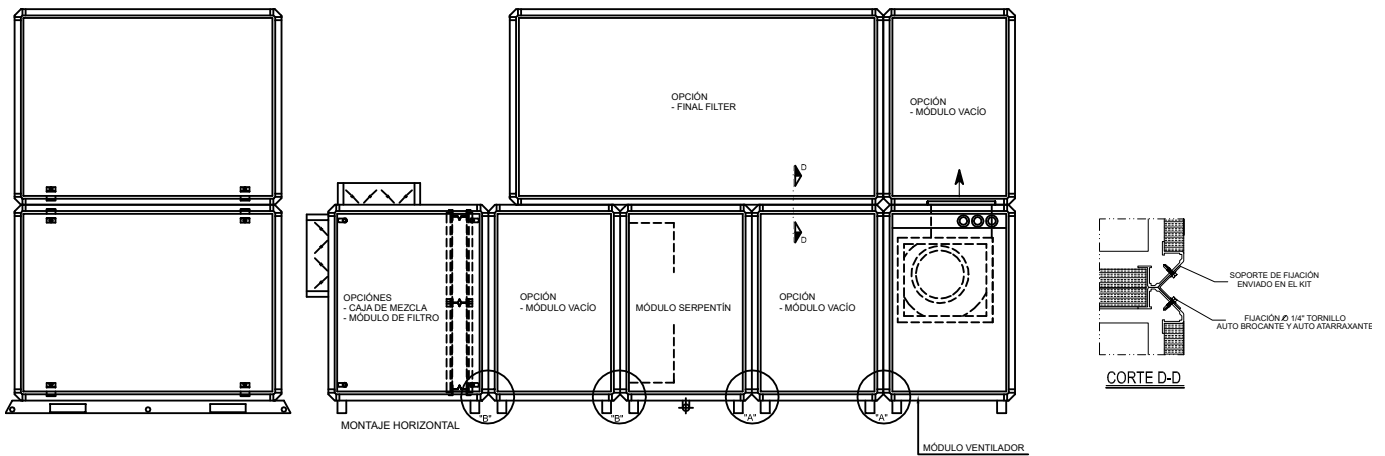 OPCIÓN
- FINAL FILTER
OPCIÓN
- MÓDULO VACÍO
D
D
OPCIÓNES
- CAJA DE MEZCLA
- MÓDULO DE FILTRO
OPCIÓN
- MÓDULO VACÍO
MÓDULO SERPENTÍN
OPCIÓN
- MÓDULO VACÍO
"B"
"B"
"A"
"A"
MONTAJE HORIZONTAL
MÓDULO VENTILADOR
SOPORTE DE FIJACIÓN
ENVIADO EN EL KIT
FIJACIÓN Ø 1/4" TORNILLO
AUTO BROCANTE Y AUTO ATARRAXANTE
CORTE D-D